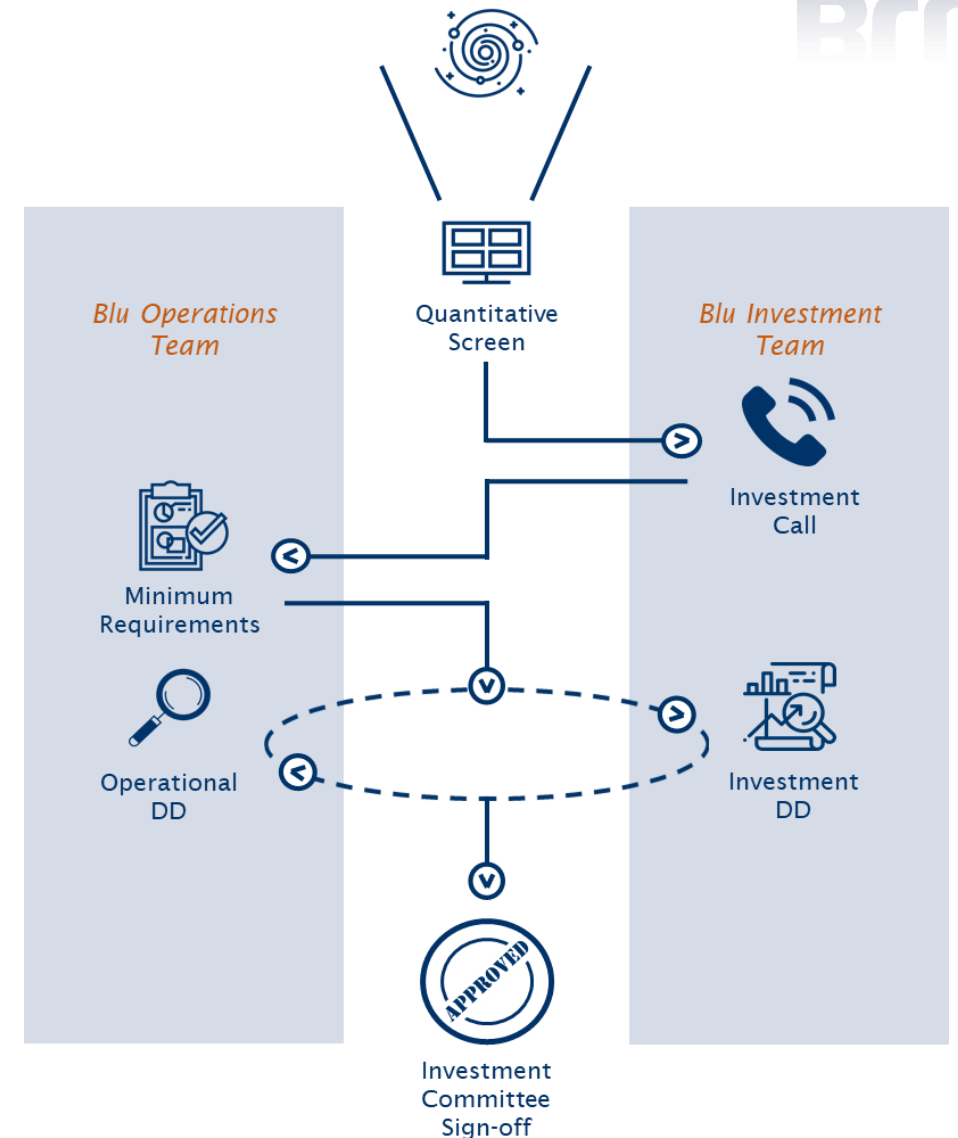 Blu Operations
Team
Quantitative
Screen
Blu Investment
Team
Investment
Call
Minimum
Requirements
Operational
DD
Investment
DD
APPROVED
Investment
Committee
Sign-off